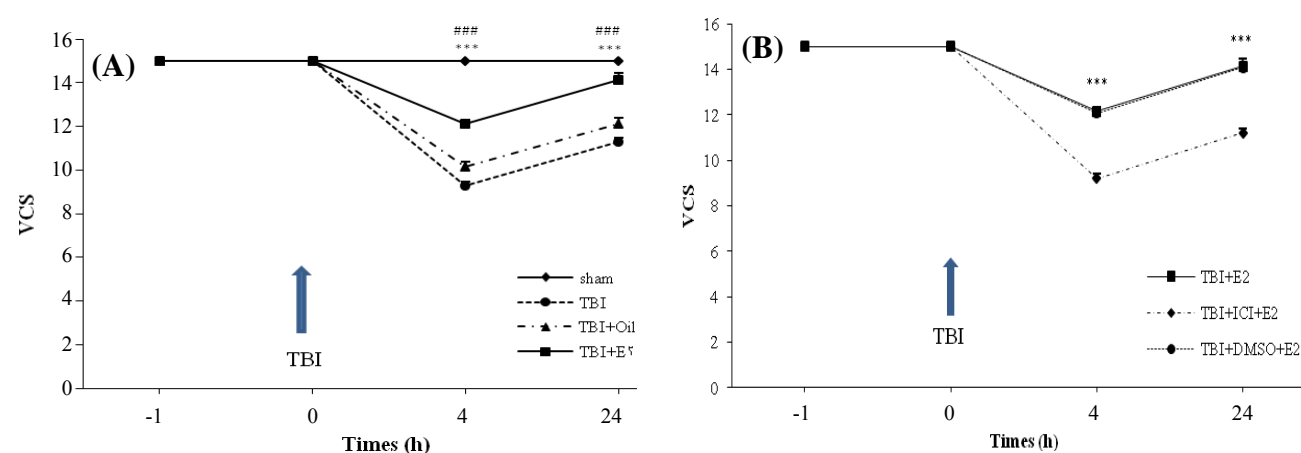 ###
***
###
***
16
14
12
10
8
6
4
2
0
(A)
VCS
TBI
sham
TBI
TBI+Oil
TBI+E۲
-1
0
4
24
Times (h)
16
14
12
10
8
6
4
2
0
(B)
***
***
VCS
TBI
TBI+E2
TBI+ICI+E2
TBI+DMSO+E2
-1
0
4
24
Times (h)